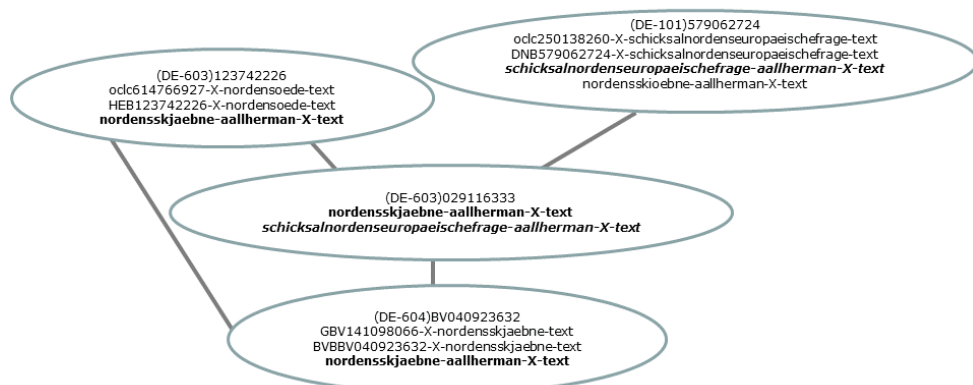 (DE-101)579062724
oclc250138260-X-schicksalnordenseuropaeischefrage-text
DNB579062724-X-schicksalnordenseuropaeischefrage-text
schicksalnordenseuropaeischefrage-aallherman-X-text
nordensskioebne-aallherman-X-text
(DE-603)123742226
oclc614766927-X-nordensoede-text
HEB123742226-X-nordensoede-text
nordensskjaebne-aallherman-X-text
(DE-603)029116333
nordensskjaebne-aallherman-X-text
schicksalnordenseuropaeischefrage-aallherman-X-text
(DE-604)BV040923632
GBV141098066-X-nordensskjaebne-text
BVBBV040923632-X-nordensskjaebne-text
nordensskjaebne-aallherman-X-text